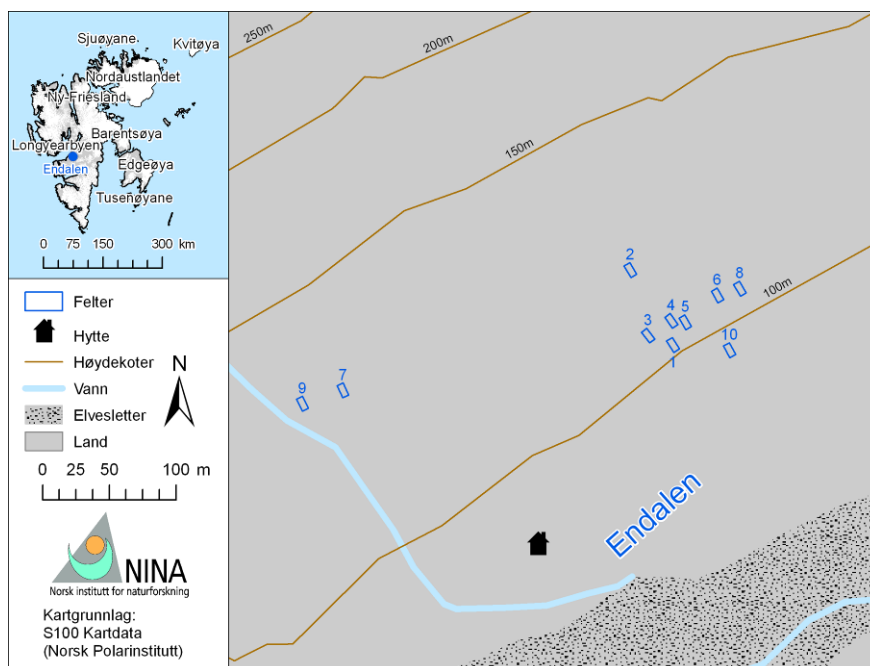 Sjuøyane
Kvitøya
Nordaustlandet
Ny-Friesland
Barentsøya
Longyearbyen
Endalen
Edgeøya
Tusenøyane
0 75 150 300 km
Felter
Hytte
Høydekoter
N
Vann
Elvesletter
Land
0 25 50 100 m
NINA
Norsk institutt for naturforskning
Kartgrunnlag:
S100 Kartdata
(Norsk Polarinstitutt)
250m
200m
150m
100m
2
6
8
4
5
3
1
10
7
9
Endalen